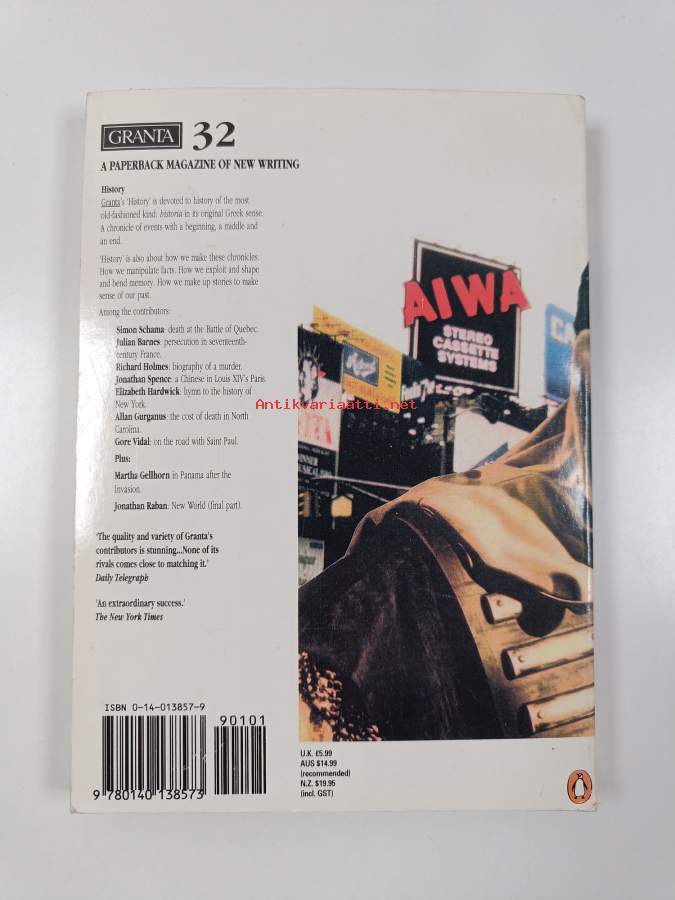 GRANTA 32
A PAPERBACK MAGAZINE OF NEW WRITING
History
Granta's 'History' is devoted to history of the most
old-fashioned kind: historia in its original Greek sense.
A chronicle of events with a beginning, a middle and
an end.
'History' is also about how we make these chronicles.
How we manipulate facts. How we exploit and shape
and bend memory. How we make up stories to make
sense of our past.
Among the contributors:
Simon Schama: death at the Battle of Quebec.
Julian Barnes: persecution in seventeenth-
century France.
Richard Holmes: biography of a murder.
Jonathan Spence: a Chinese in Louis XIV's Paris.
Elizabeth Hardwick: hymn to the history of
New York.
Allan Gurganus: the cost of death in North
Carolina.
Gore Vidal: on the road with Saint Paul.
Plus:
Martha Gellhorn in Panama after the
Invasion.
Jonathan Raban: New World (final part).
'The quality and variety of Granta's
contributors is stunning...None of its
rivals comes close to matching it.'
Daily Telegraph
'An extraordinary success.'
The New York Times
ISBN 0-14-013857-9
90101
9 780140 138573
AIWA
STEREO
CASSETTE
SYSTEMS
Antikvariaatti.net
U.K. £5.99
AUS $14.99
(recommended)
N.Z. $19.95
(incl. GST)